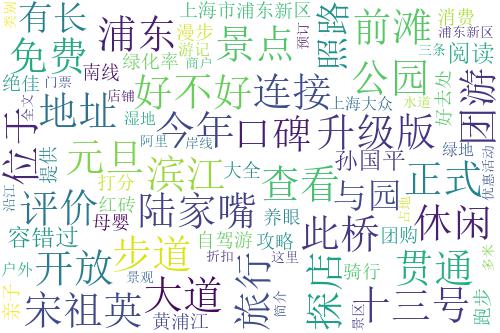 类别
有长
浦东
上海市浦东新区
漫步
游记
景点
照路
前滩
消费
浦东新区
三条
阅读
免费
绿化率
商户
预订
公园
好去处
团游
绝佳
南线
门票
店铺
好不好
连接
上海大众
水道
全文
地址
湿地
阿里
岸线
今年
口碑
升级版
绿地
优惠活动
位于
提供
元旦
滨江
大全
查看
孙国平
正式
打分
评价
红砖
母婴
陆家嘴
养眼
与园
占地
休闲
沿江
容错过
步道
自驾游
攻略
团购
此桥
贯通
多米
户外
开放
景观
大道
旅行
折扣
这里
探店
骑行
亲子
宋祖英
黄浦江
简介
景区
十三号
跑步